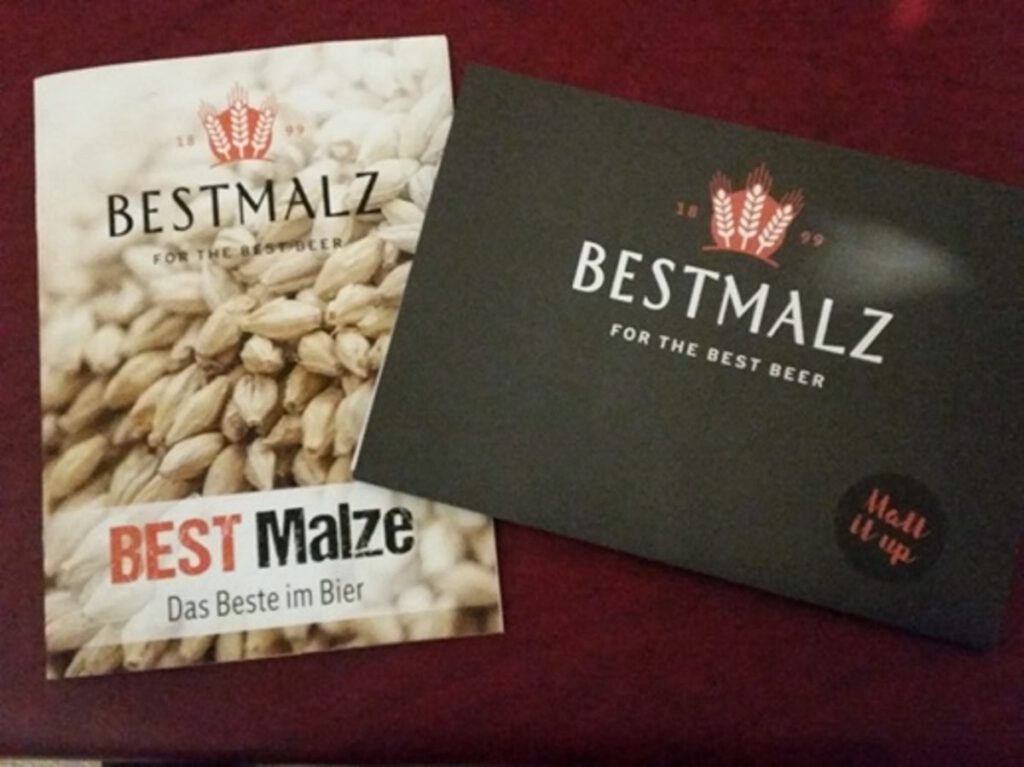 18 99
BESTMALZ
FOR THE BEST BEER
BEST Malze
Das Beste im Bier
18 99
BESTMALZ
FOR THE BEST BEER
Malt
it up